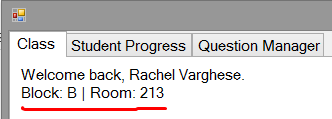 Class Student Progress Question Manager
Welcome back, Rachel Varghese.
Block: B | Room: 213